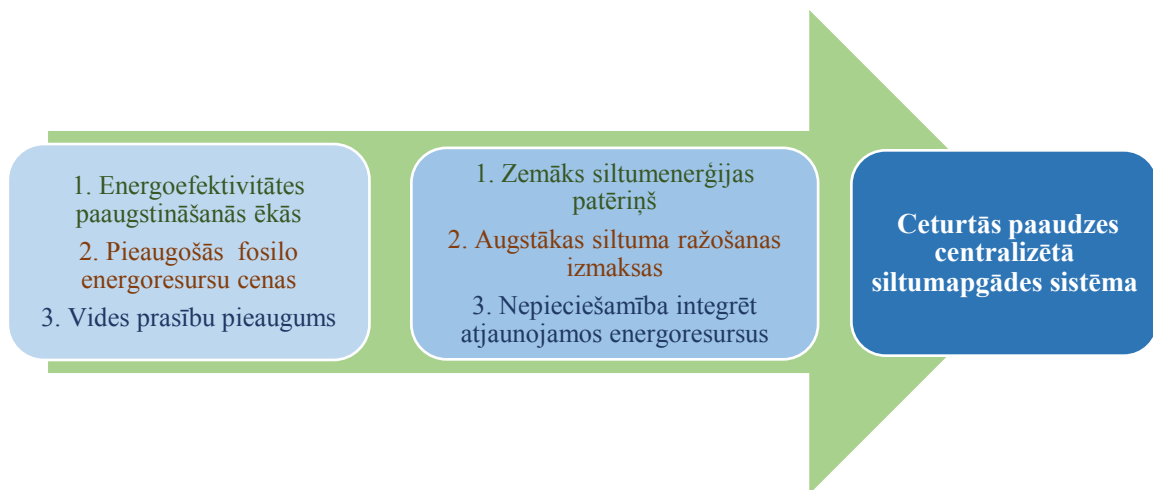 1. Energoefektivitātes
paaugstināšanās ēkās
2. Pieaugošās fosilo
energoresursu cenas
3. Vides prasību pieaugums
1. Zemāks siltumenerģijas
patēriņš
2. Augstākas siltuma ražošanas
izmaksas
3. Nepieciešamība integrēt
atjaunojamos energoresursus
Ceturtās paaudzes
centralizētā
siltumapgādes sistēma